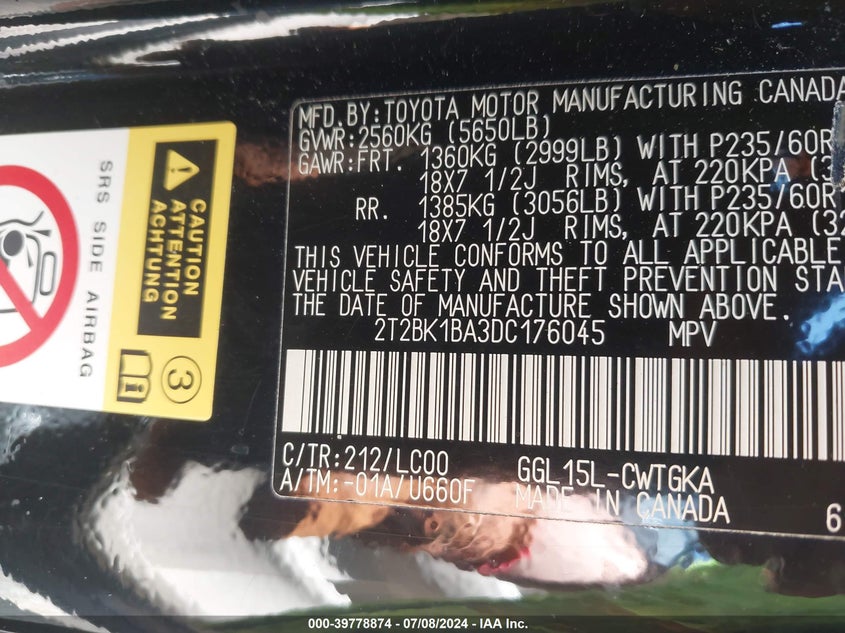 MFD. BY:TOYOTA MOTOR MANUFACTURING CANADA
GVWR:2560KG (5650LB)
GAWR:FRT. 1360KG (2999LB) WITH P235/60R
18X7 1/2J RIMS, AT 220KPA (3
RR. 1385KG (3056LB) WITH P235/60R
18X7 1/2J RIMS, AT 220KPA (32
THIS VEHICLE CONFORMS TO ALL APPLICABLE
VEHICLE SAFETY AND THEFT PREVENTION STA
THE DATE OF MANUFACTURE SHOWN ABOVE.
2T2BK1BA3DC176045 MPV
C/TR:212/LC00 GGL15L-CWTGKA
A/TM:-01A/U660F MADE IN CANADA 6
CAUTION
ATTENTION
ACHTUNG
SRS SIDE AIRBAG
3
000-39778874 / 07/08/2024 - IAA Inc.